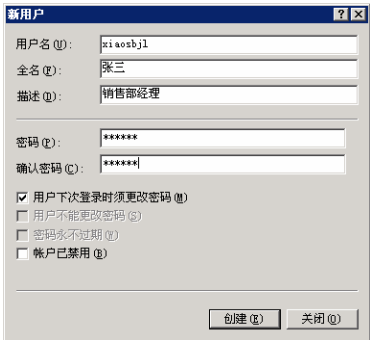 新用户
用户名(U): xiaosbjl
全名(F): 张三
描述(D): 销售部经理
密码(P): ******
确认密码(C): ******
用户下次登录时须更改密码(M)
用户不能更改密码(S)
密码永不过期(W)
帐户已禁用(B)
创建(E) 关闭(O)